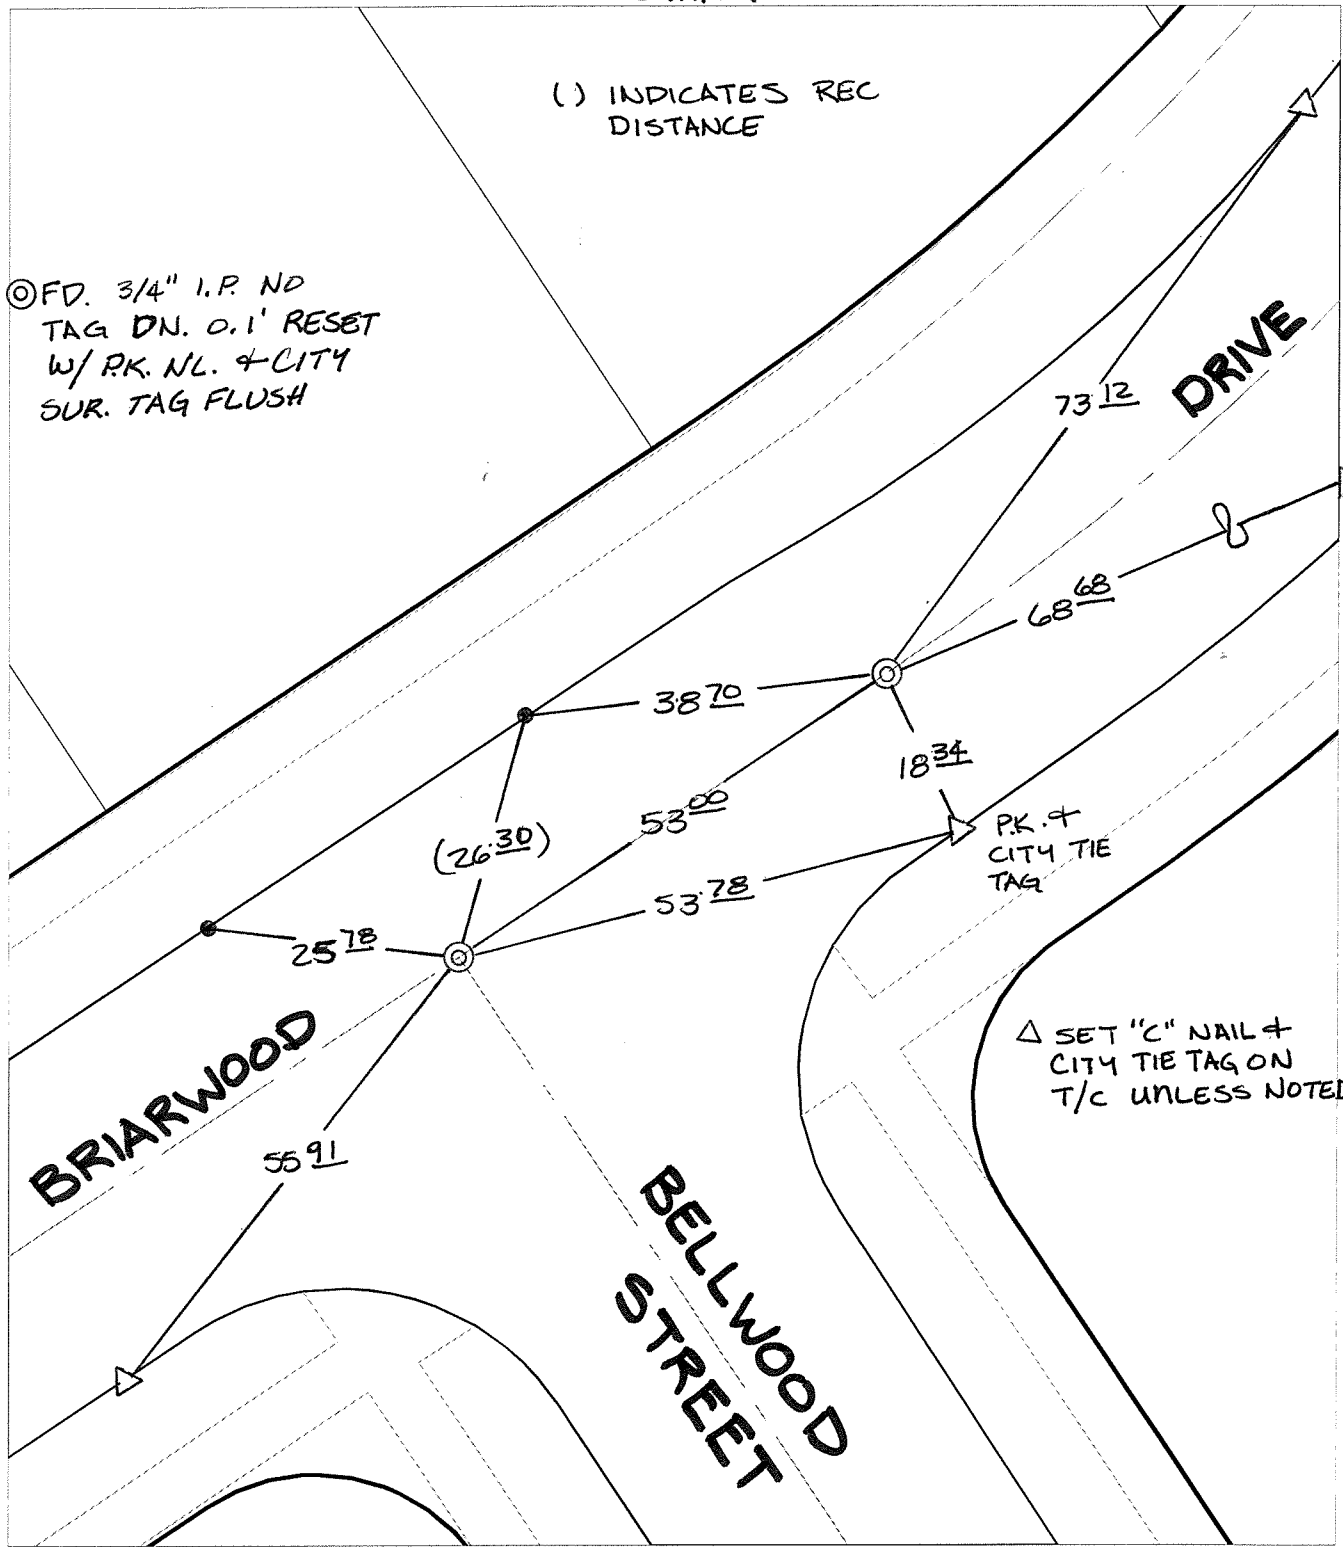 () INDICATES REC
DISTANCE
FD. 3/4" I.P. NO
TAG DN. 0.1' RESET
W/ P.K. NL. & CITY
SUR. TAG FLUSH
DRIVE
73 12
68 68
38 70
18 34
53 00
(26.30)
P.K. &
CITY TIE
TAG
53.78
25 78
BRIARWOOD
SET "C" NAIL &
CITY TIE TAG ON
T/C UNLESS NOTED
55 91
BELLWOOD
STREET